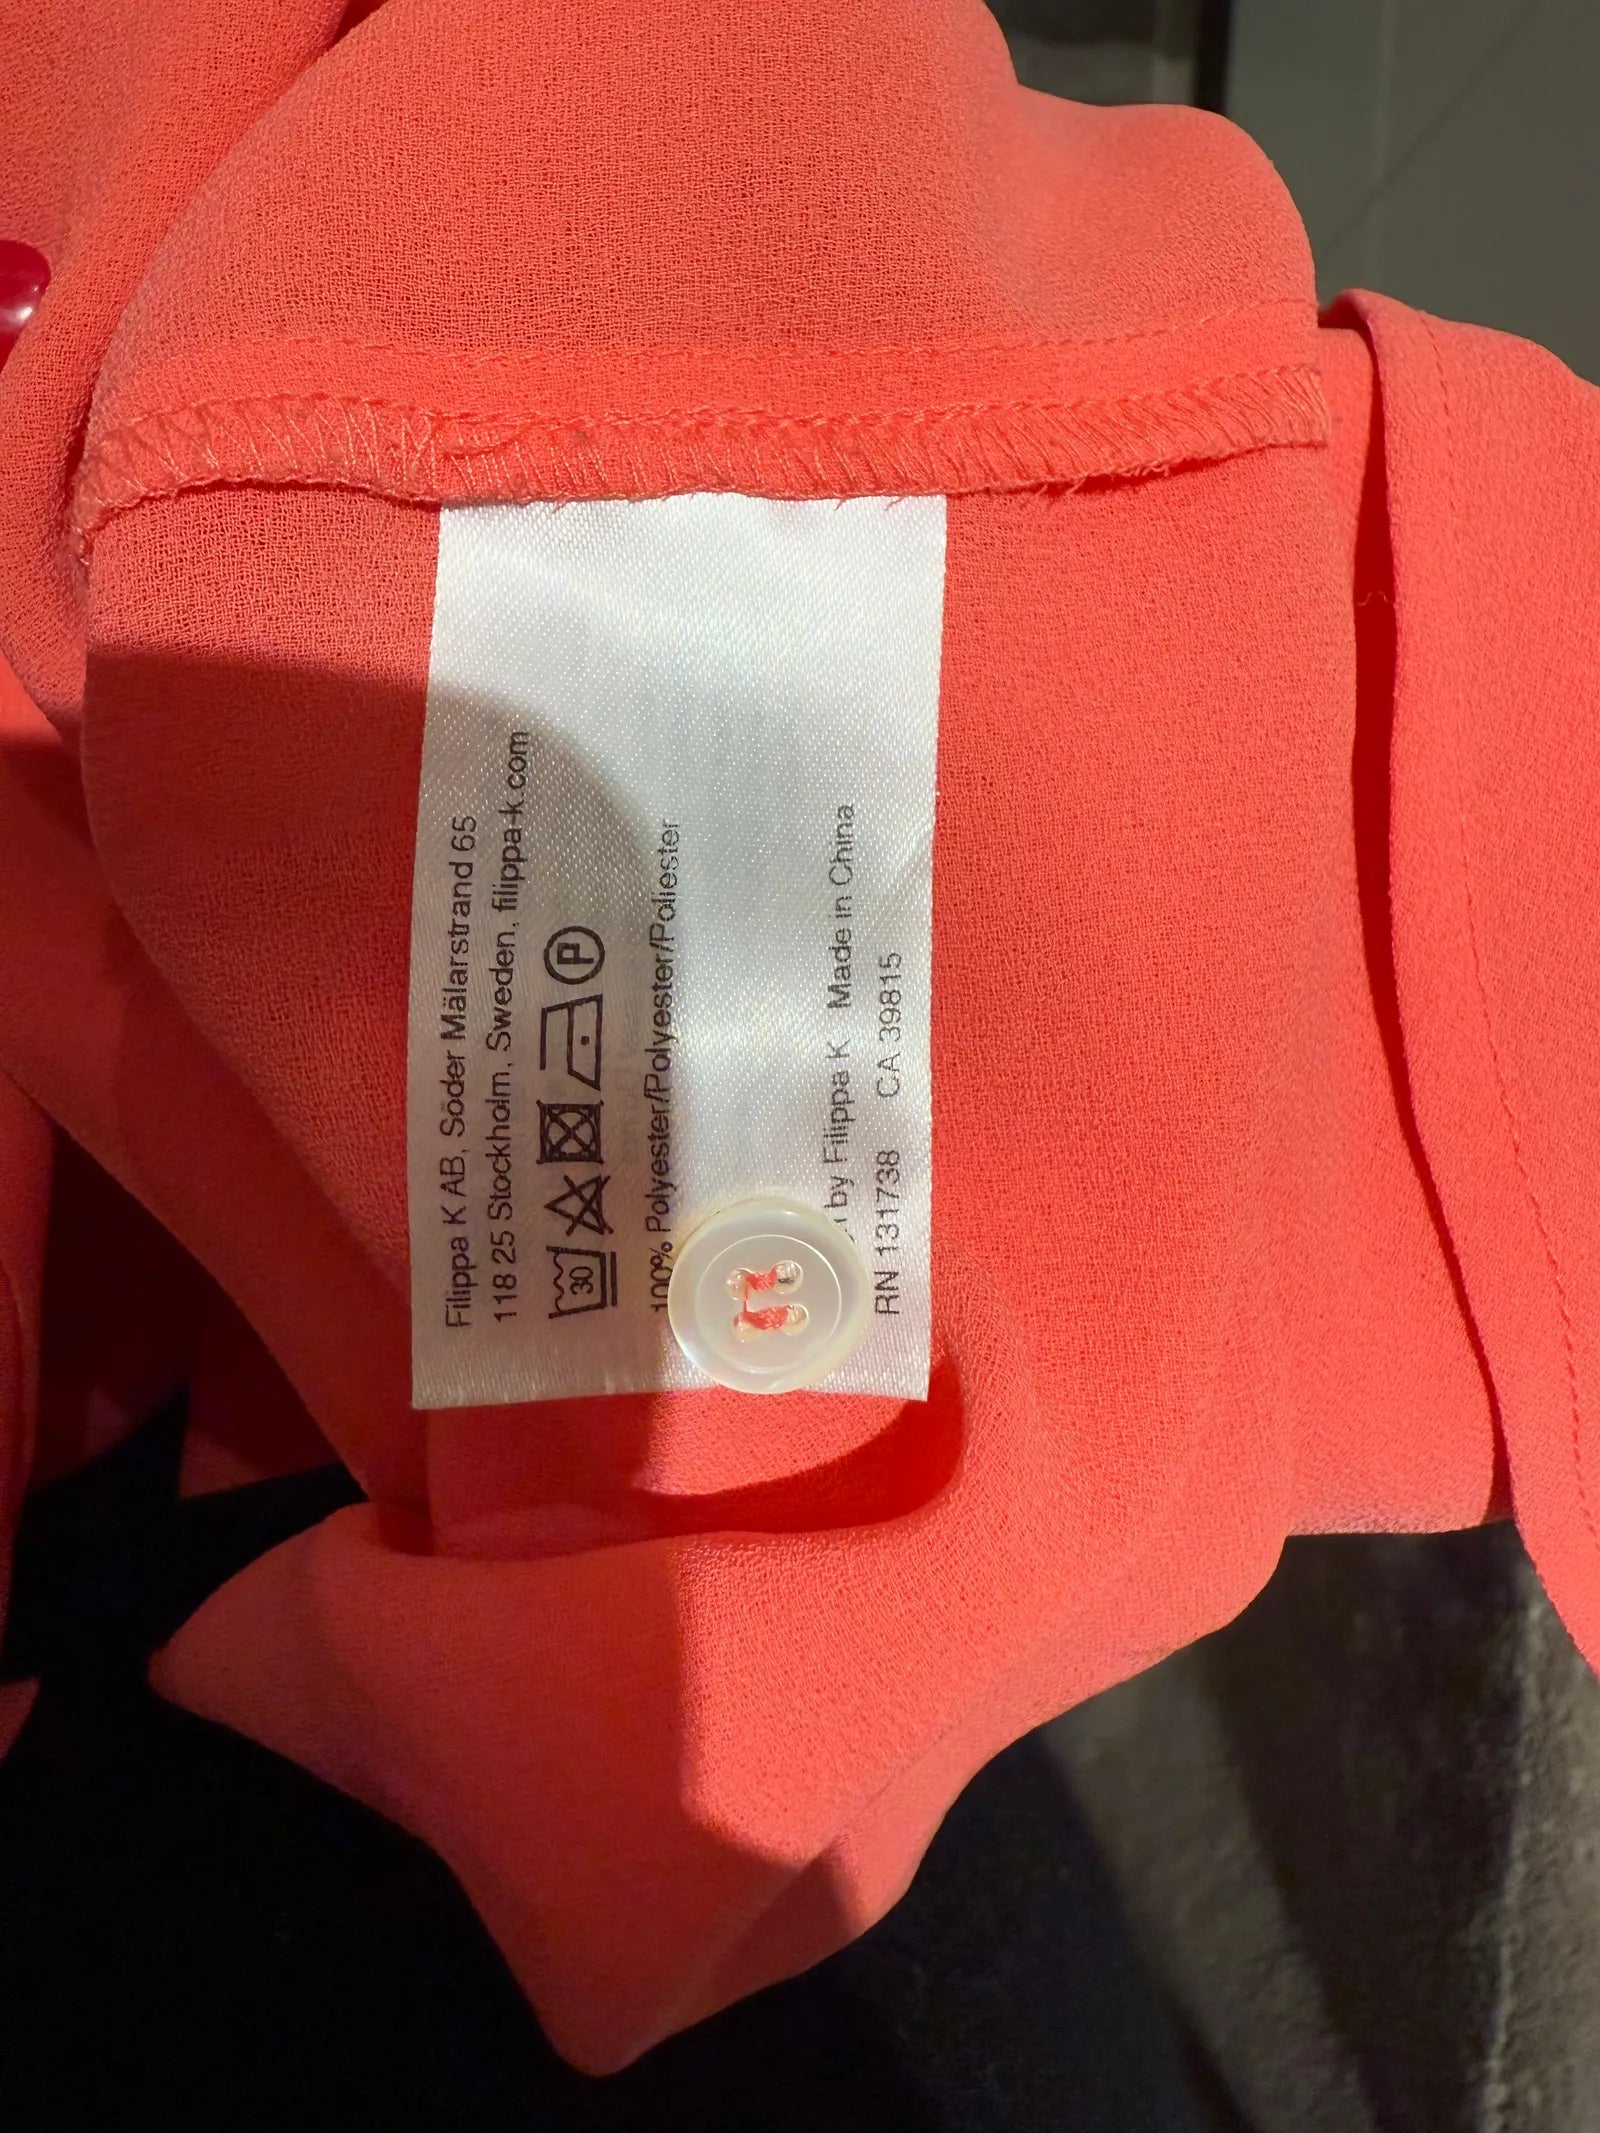 Filippa K AB, Söder Mälarstrand 65
118 25 Stockholm, Sweden, filippa-k.com
30 P
100% Polyester/Polyester/Poliester
by Filippa K Made in China
RN 131738 CA 39815